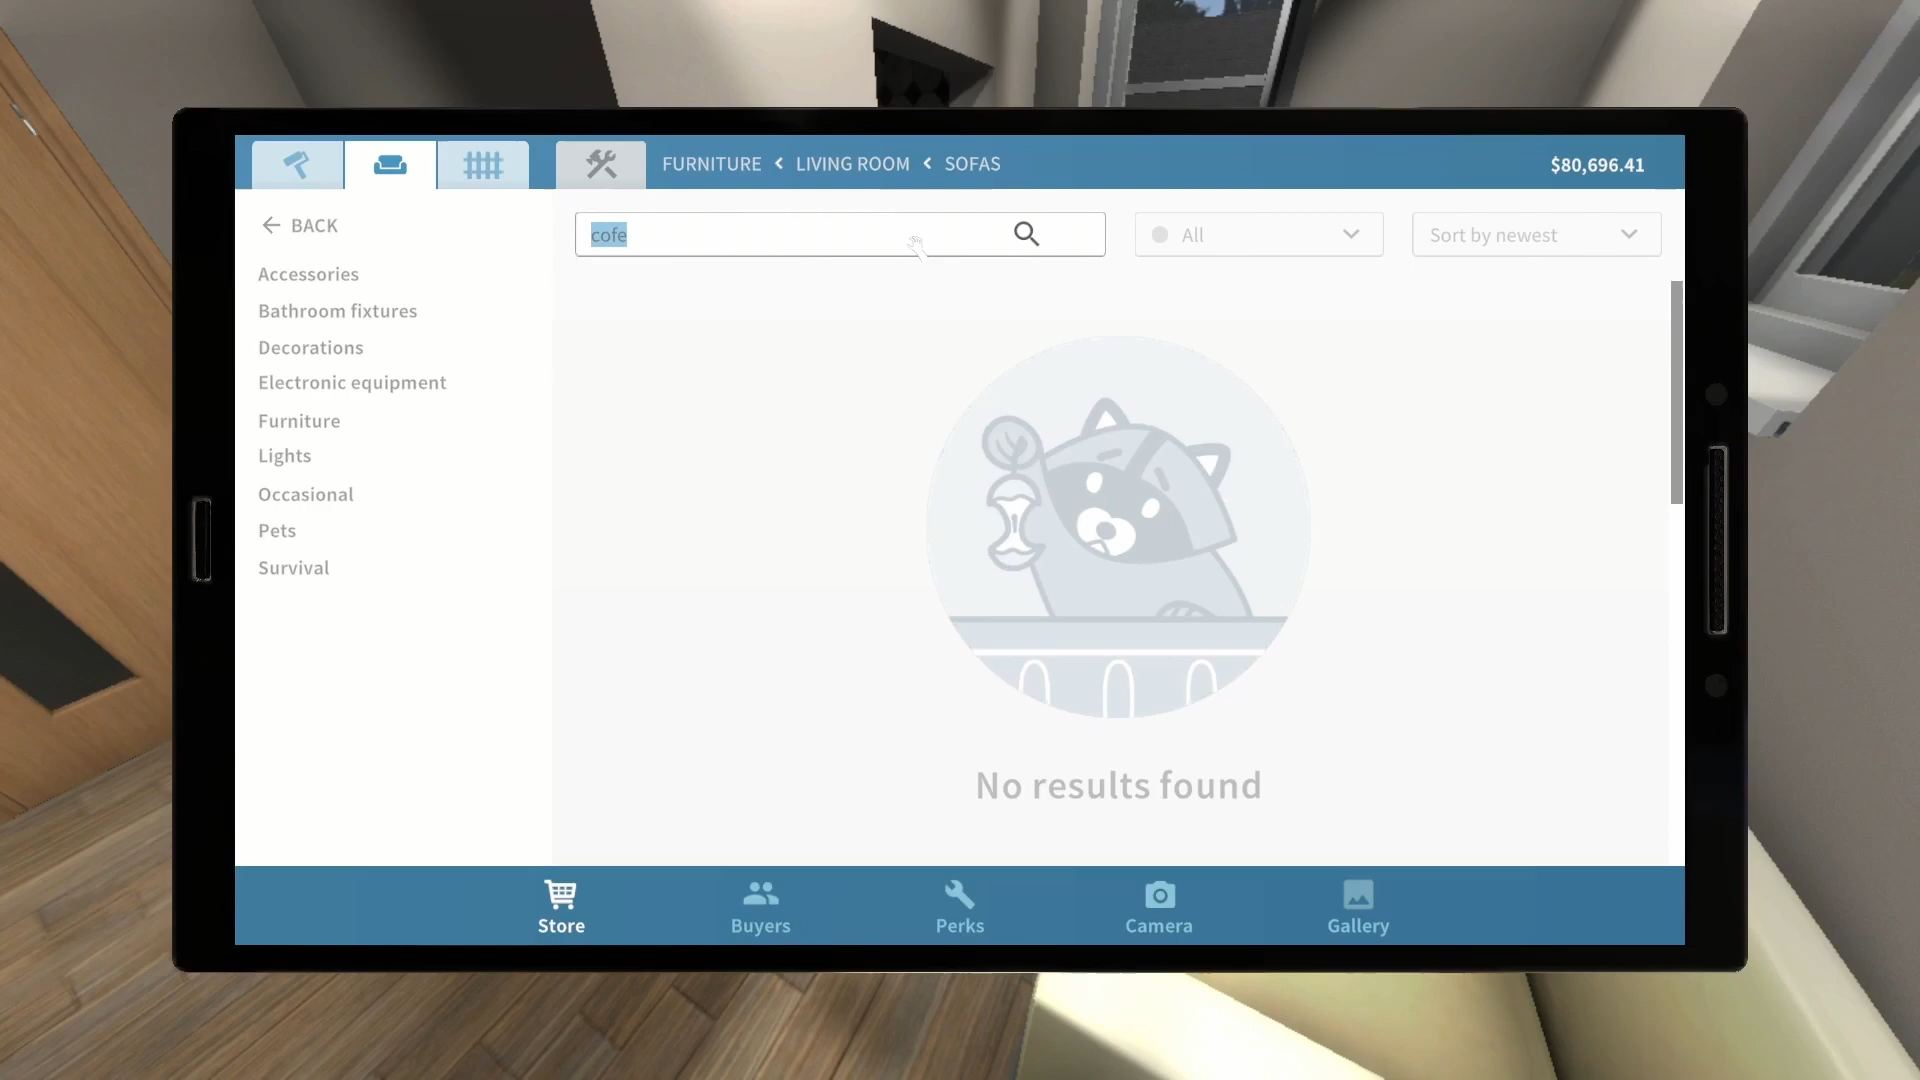 FURNITURE < LIVING ROOM < SOFAS
$80,696.41
BACK
cofe
All
Sort by newest
Accessories
Bathroom fixtures
Decorations
Electronic equipment
Furniture
Lights
Occasional
Pets
Survival
No results found
Store
Buyers
Perks
Camera
Gallery